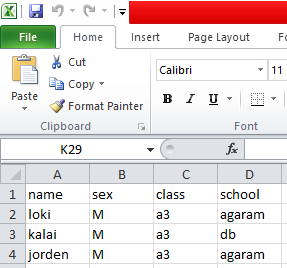 File Home Insert Page Layout
Cut
Calibri 11
Copy
Paste
Format Painter
B I U
Clipboard Font
K29 fx
A B C D
1 name sex class school
2 loki M a3 agaram
3 kalai M a3 db
4 jorden M a3 agaram